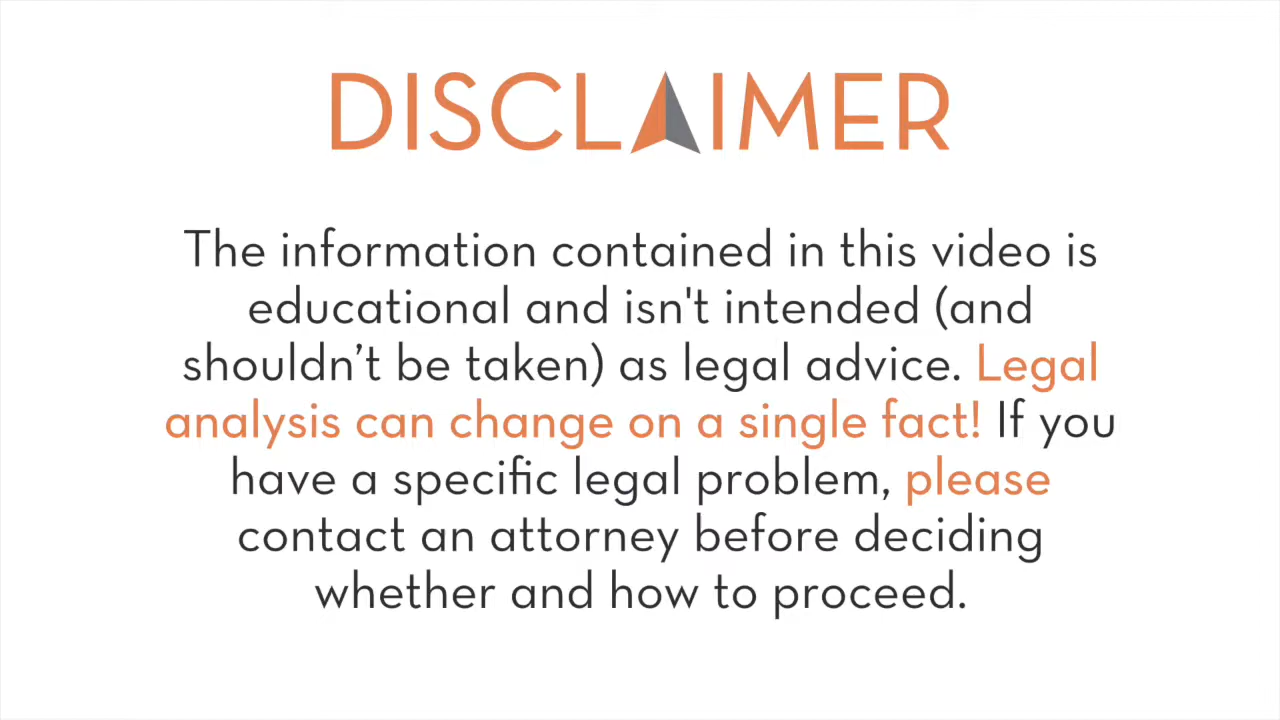 DISCLAIMER
The information contained in this video is
educational and isn't intended (and
shouldn’t be taken) as legal advice. Legal
analysis can change on a single fact! If you
have a specific legal problem, please
contact an attorney before deciding
whether and how to proceed.